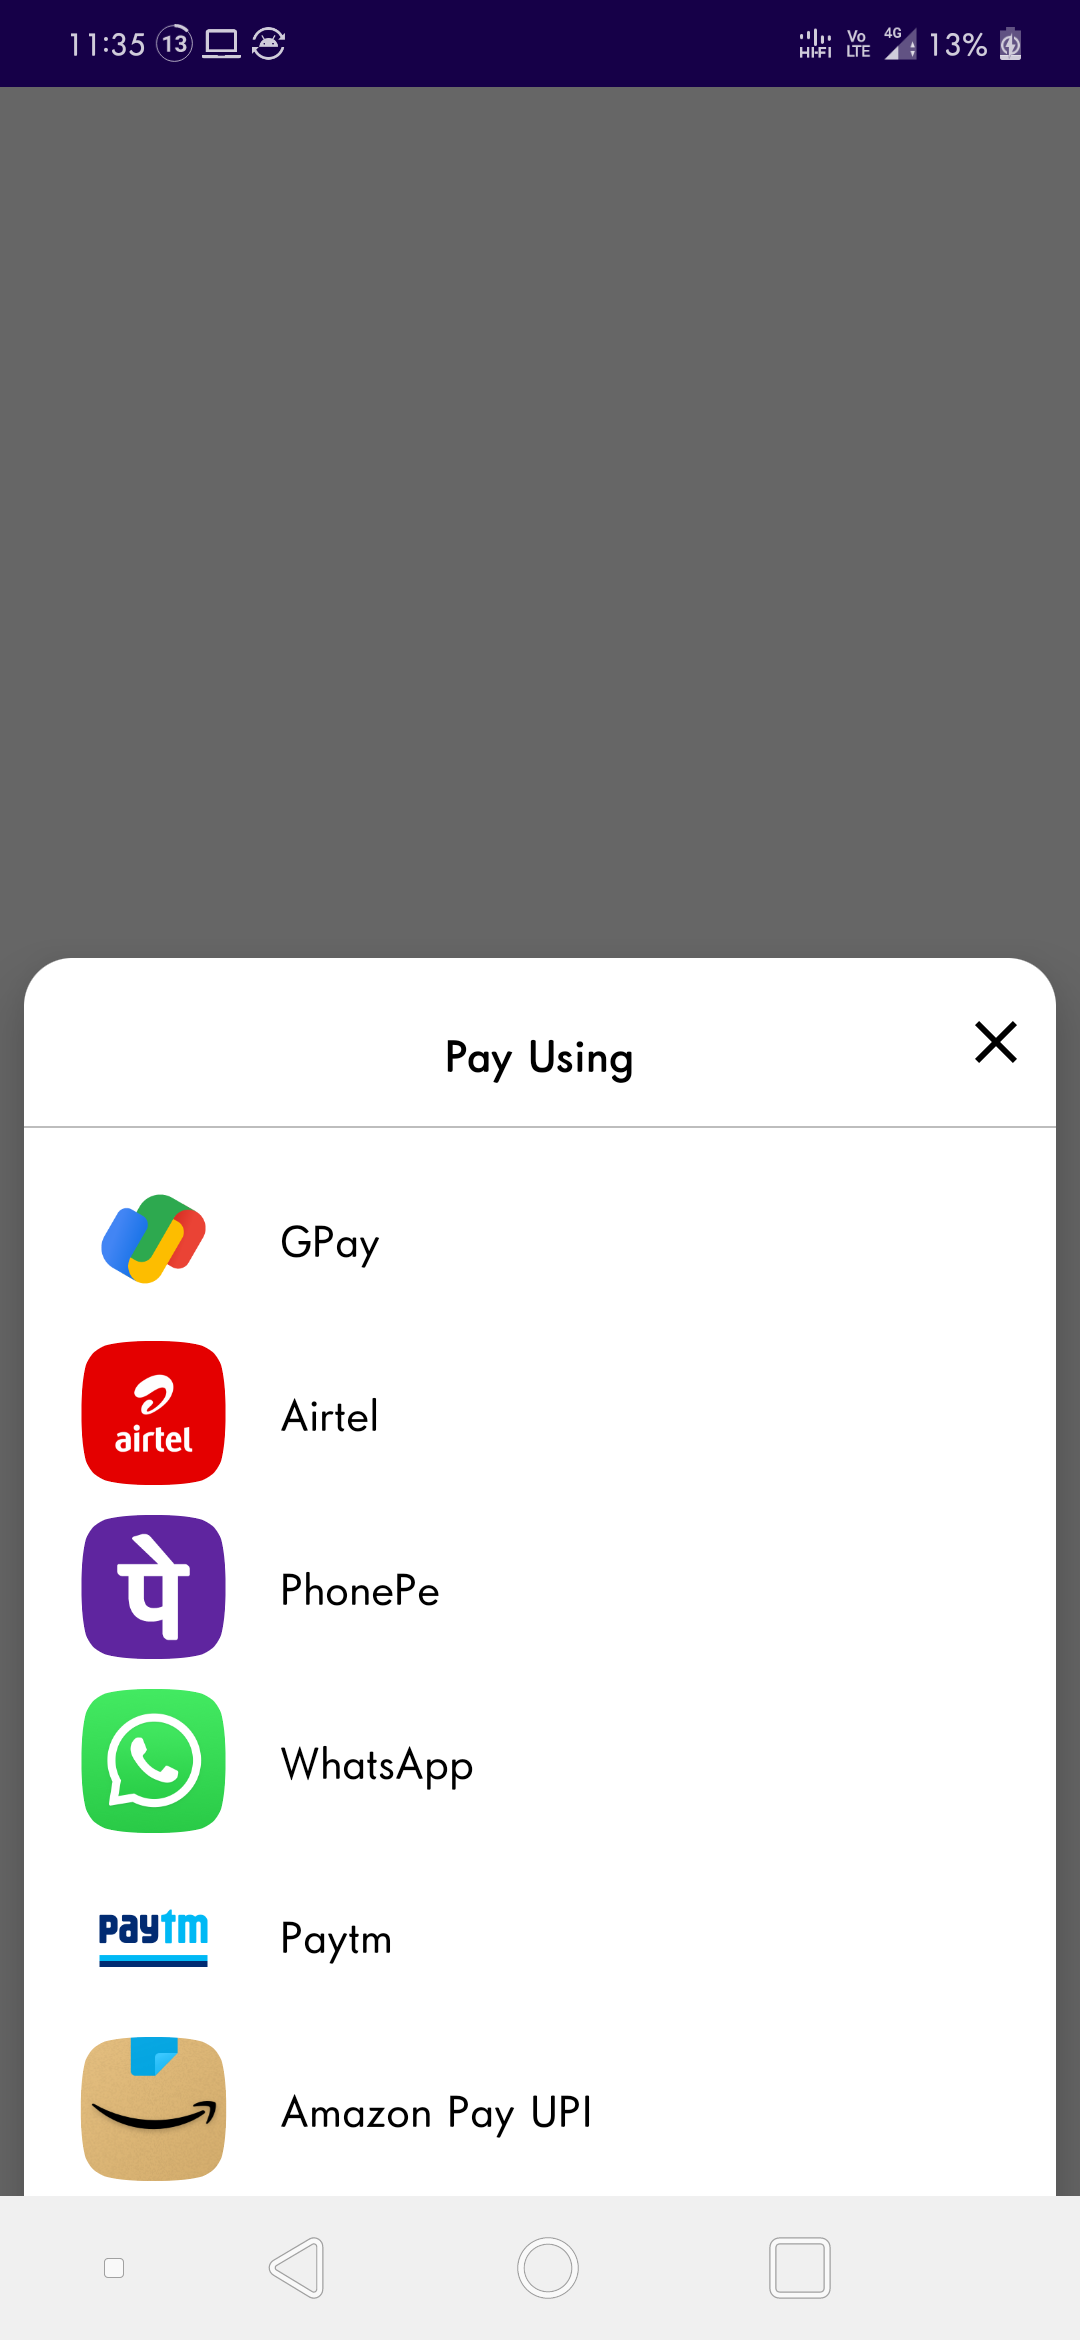 11:35 13 HI-FI Vo LTE 4G 13%
Pay Using
GPay
airtel Airtel
पे PhonePe
WhatsApp
paytm Paytm
Amazon Pay UPI